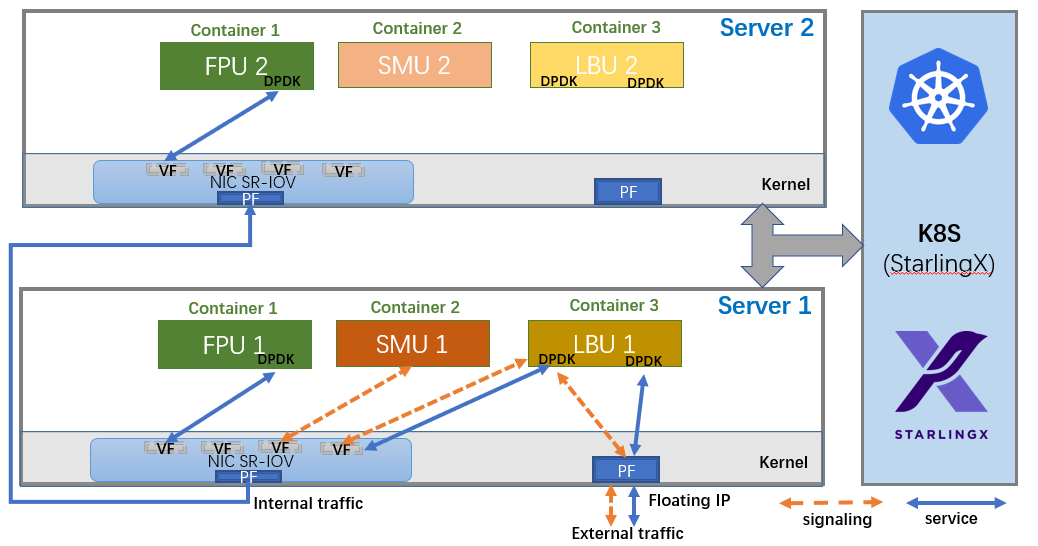 Server 2
Container 1
Container 2
Container 3
FPU 2
DPDK
SMU 2
LBU 2
DPDK
DPDK
VF
VF
VF
VF
NIC SR-IOV
PF
PF
Kernel
K8S
(StarlingX)
STARLINGX
Server 1
Container 1
Container 2
Container 3
FPU 1
DPDK
SMU 1
LBU 1
DPDK
DPDK
VF
VF
VF
VF
NIC SR-IOV
PF
PF
Kernel
Internal traffic
Floating IP
External traffic
signaling
service